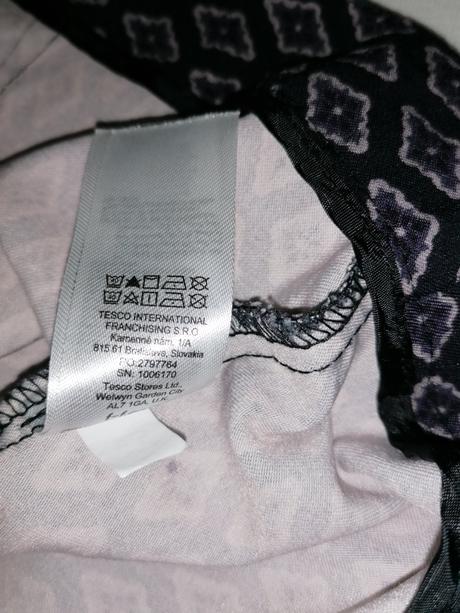 TESCO INTERNATIONAL
FRANCHISING S.R.O
Kamenné nám. 1/A
815 61 Bratislava, Slovakia
PO:2797764
SN: 1006170
Tesco Stores Ltd.,
Welwyn Garden City
AL7 1GA, U.K.